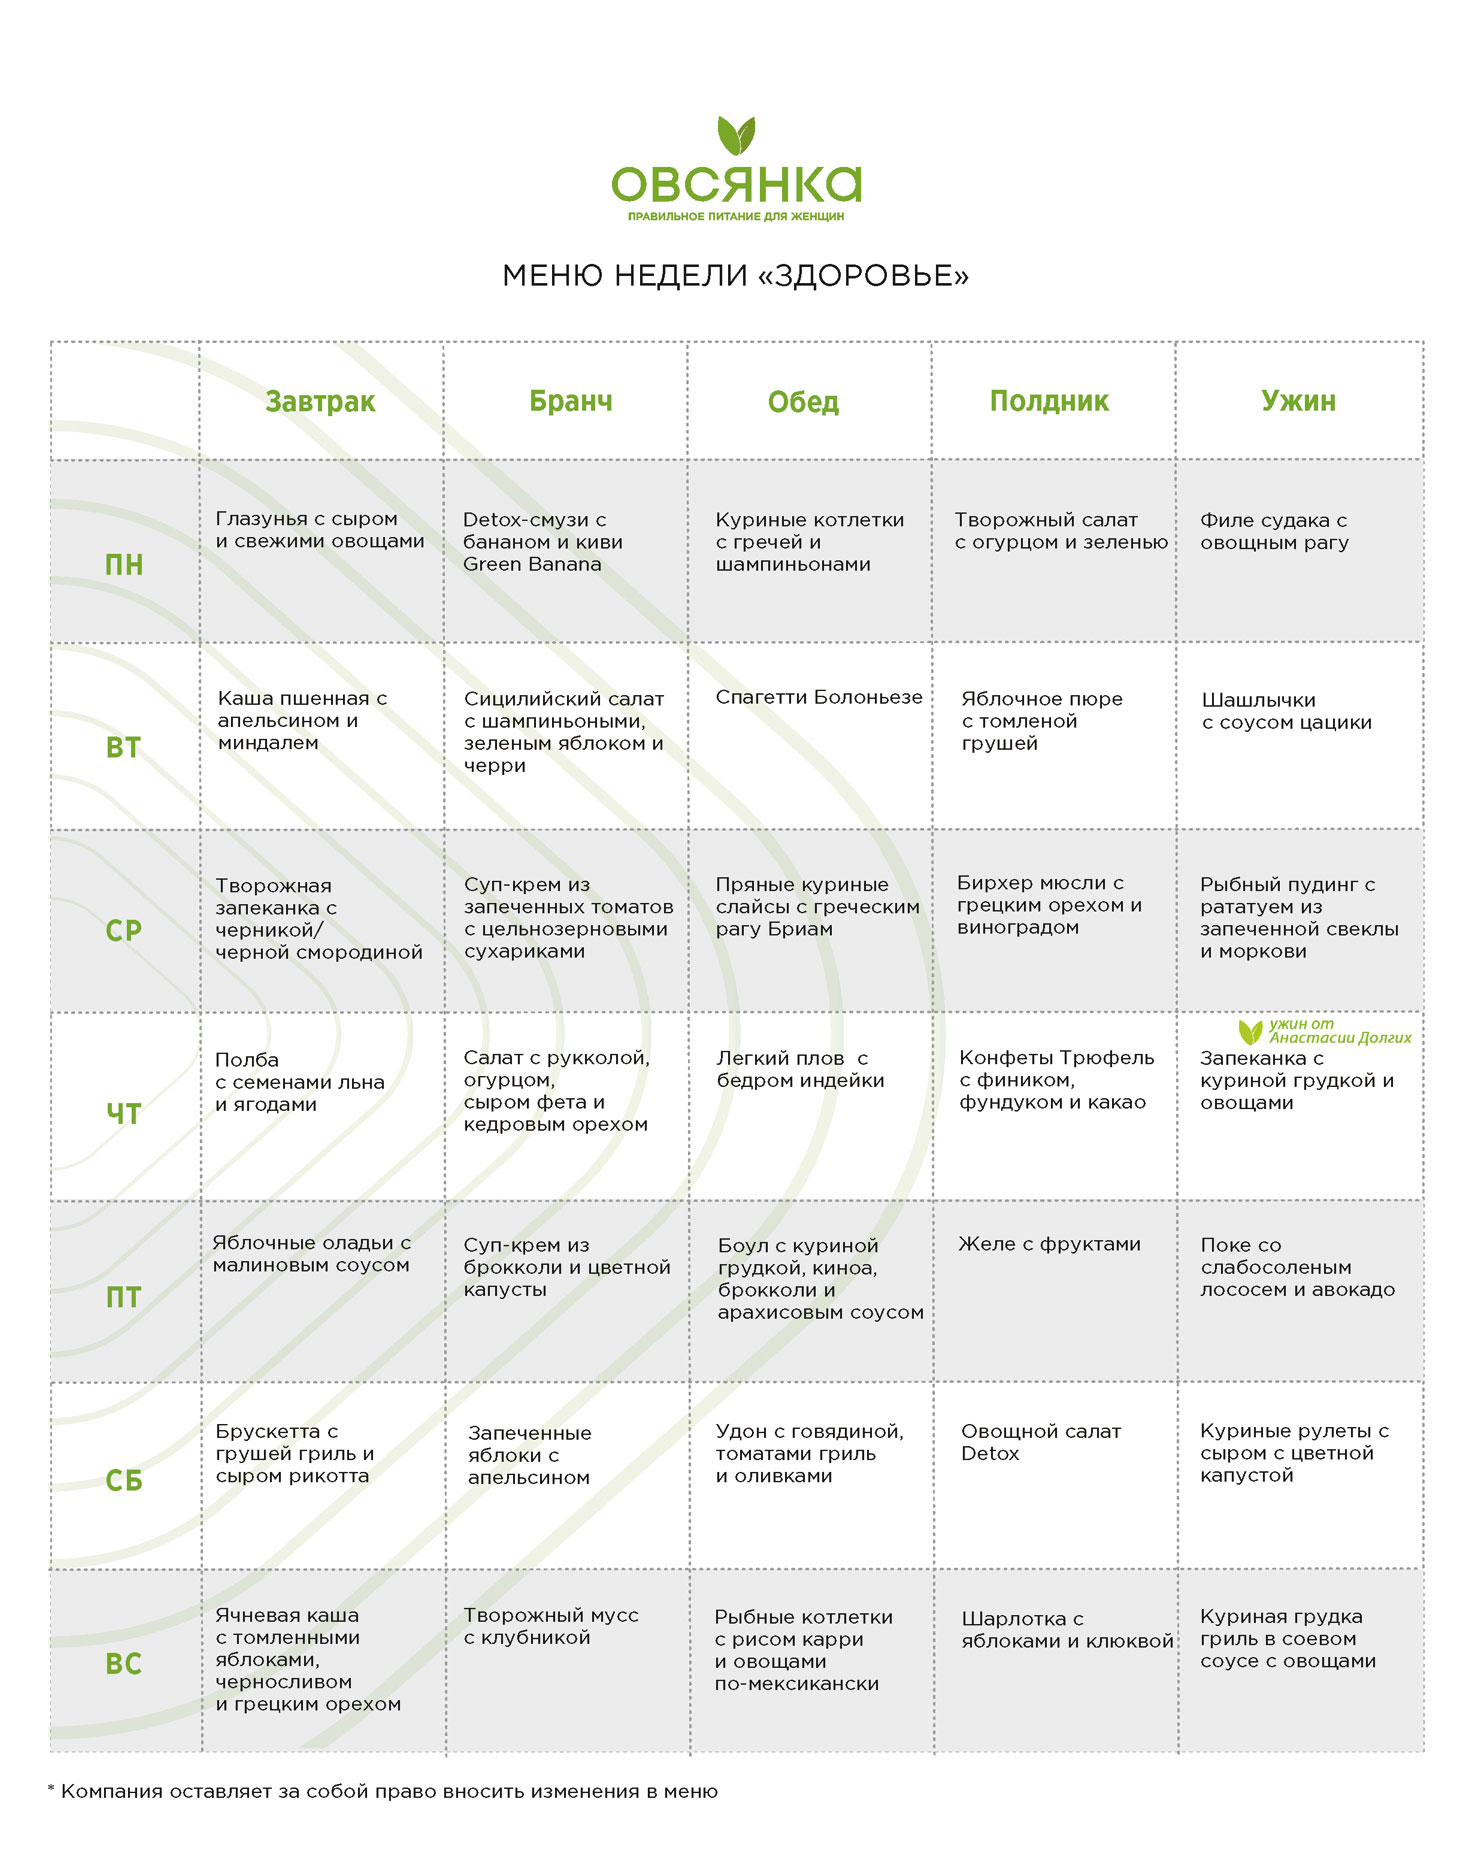 ОВСЯНКА
ПРАВИЛЬНОЕ ПИТАНИЕ ДЛЯ ЖЕНЩИН
МЕНЮ НЕДЕЛИ «ЗДОРОВЬЕ»
Завтрак
Бранч
Обед
Полдник
Ужин
ПН
Глазунья с сыром
и свежими овощами
Detox-смузи с
бананом и киви
Green Banana
Куриные котлетки
с гречей и
шампиньонами
Творожный салат
с огурцом и зеленью
Филе судака с
овощным рагу
ВТ
Каша пшенная с
апельсином и
миндалем
Сицилийский салат
с шампиньоными,
зеленым яблоком и
черри
Спагетти Болоньезе
Яблочное пюре
с томленой
грушей
Шашлычки
с соусом цацики
СР
Творожная
запеканка с
черникой/
черной смородиной
Суп-крем из
запеченных томатов
с цельнозерновыми
сухариками
Пряные куриные
слайсы с греческим
рагу Бриам
Бирхер мюсли с
грецким орехом и
виноградом
Рыбный пудинг с
рататуем из
запеченной свеклы
и моркови
ЧТ
Полба
с семенами льна
и ягодами
Салат с рукколой,
огурцом,
сыром фета и
кедровым орехом
Легкий плов с
бедром индейки
Конфеты Трюфель
с фиником,
фундуком и какао
ужин от
Анастасии Долгих
Запеканка с
куриной грудкой и
овощами
ПТ
Яблочные оладьи с
малиновым соусом
Суп-крем из
брокколи и цветной
капусты
Боул с куриной
грудкой, киноа,
брокколи и
арахисовым соусом
Желе с фруктами
Поке со
слабосоленым
лососем и авокадо
СБ
Брускетта с
грушей гриль и
сыром рикотта
Запеченные
яблоки с
апельсином
Удон с говядиной,
томатами гриль
и оливками
Овощной салат
Detox
Куриные рулеты с
сыром с цветной
капустой
ВС
Ячневая каша
с томленными
яблоками,
черносливом
и грецким орехом
Творожный мусс
с клубникой
Рыбные котлетки
с рисом карри
и овощами
по-мексикански
Шарлотка с
яблоками и клюквой
Куриная грудка
гриль в соевом
соусе с овощами
* Компания оставляет за собой право вносить изменения в меню